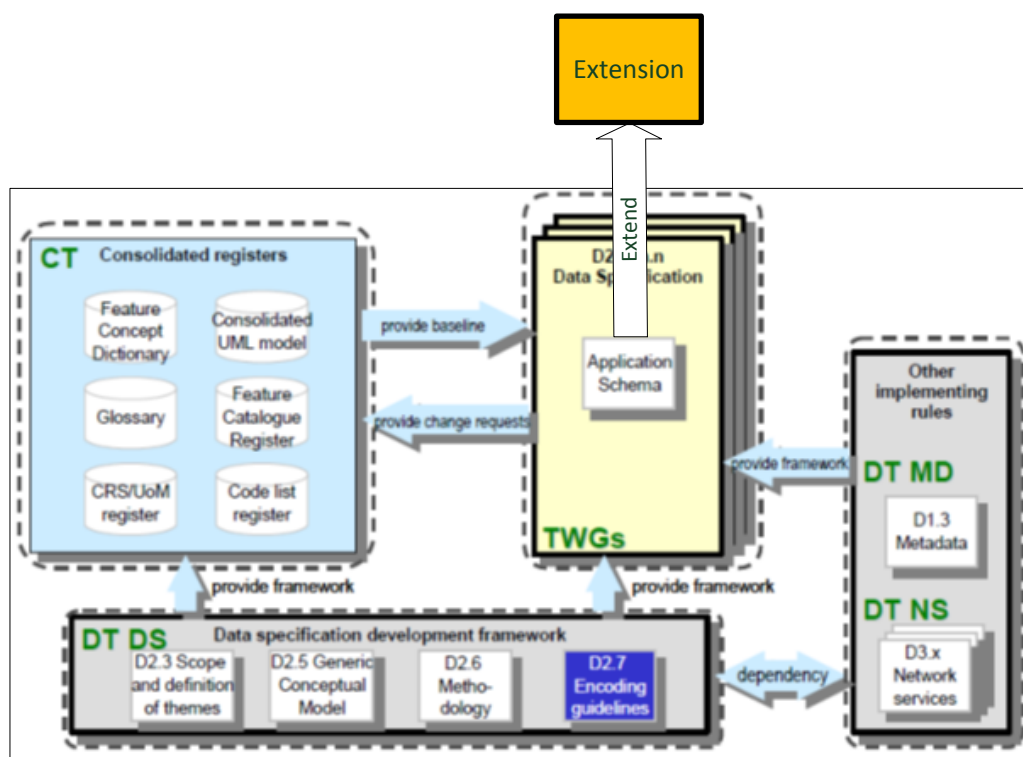 Extension
Extend
CT
Consolidated registers
Feature
Concept
Dictionary
Consolidated
UML model
Glossary
Feature
Catalogue
Register
CRS/UoM
register
Code list
register
provide baseline
provide change requests
Data Specification
Application
Schema
TWGs
Other
implementing
rules
provide framework
DT MD
D1.3
Metadata
DT NS
D3.x
Network
services
provide framework
provide framework
DT DS
Data specification development framework
D2.3 Scope
and definition
of themes
D2.5 Generic
Conceptual
Model
D2.6
Metho-
dology
D2.7
Encoding
guidelines
dependency